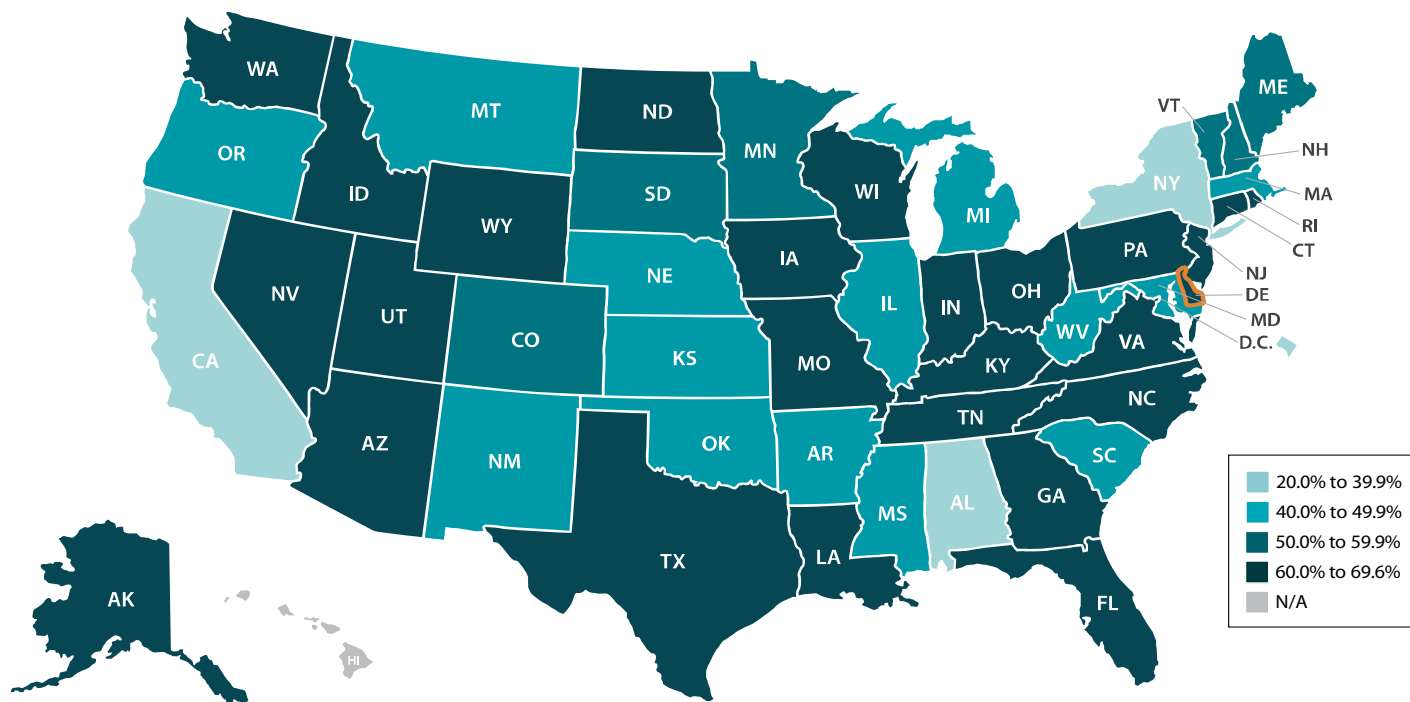 WA
MT
ND
MN
ME
VT
NH
OR
ID
SD
WI
NY
MA
MI
RI
WY
CT
PA
IA
NE
NJ
NV
OH
DE
UT
IL
IN
MD
CO
WV
D.C.
VA
CA
KS
MO
KY
NC
TN
AZ
OK
AR
SC
NM
GA
AL
MS
TX
LA
FL
AK
HI
20.0% to 39.9%
40.0% to 49.9%
50.0% to 59.9%
60.0% to 69.6%
N/A